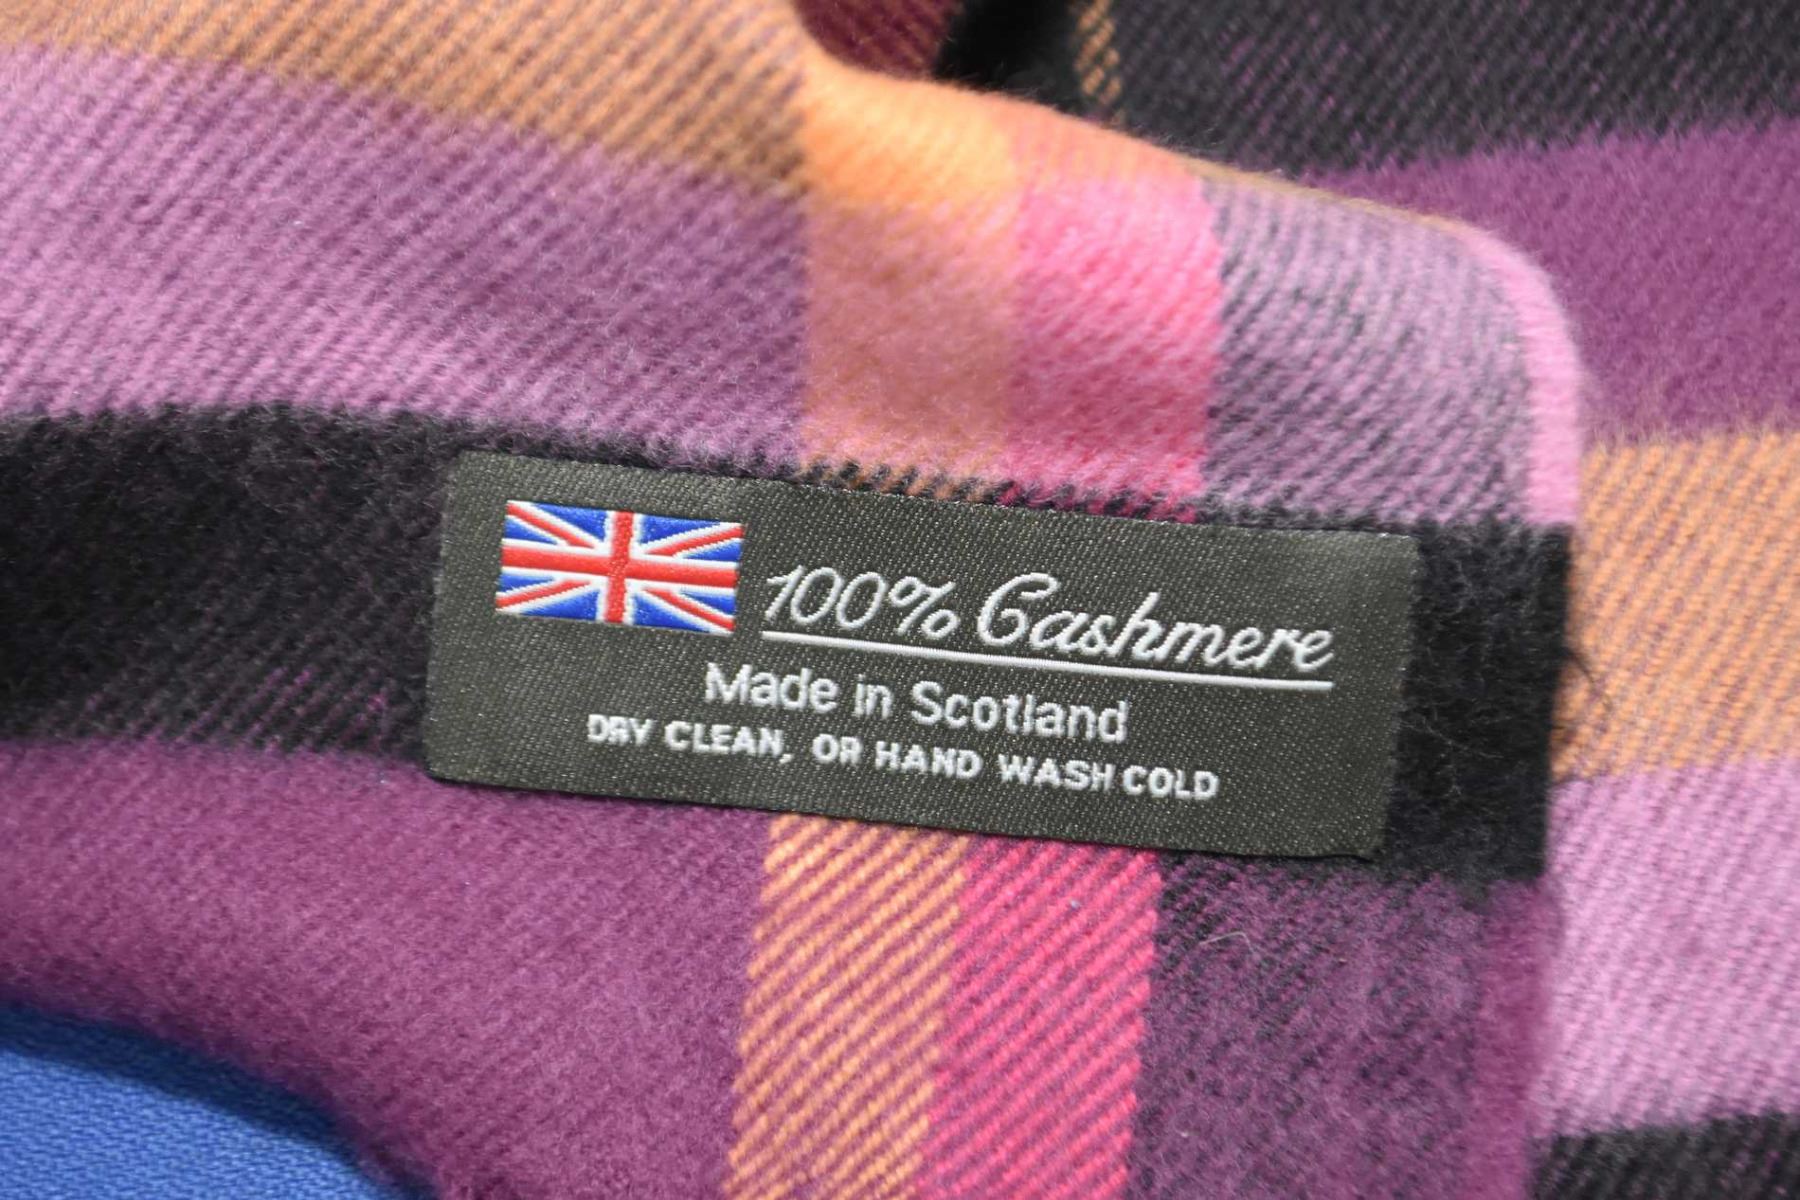 100% Cashmere
Made in Scotland
DRY CLEAN, OR HAND WASH COLD